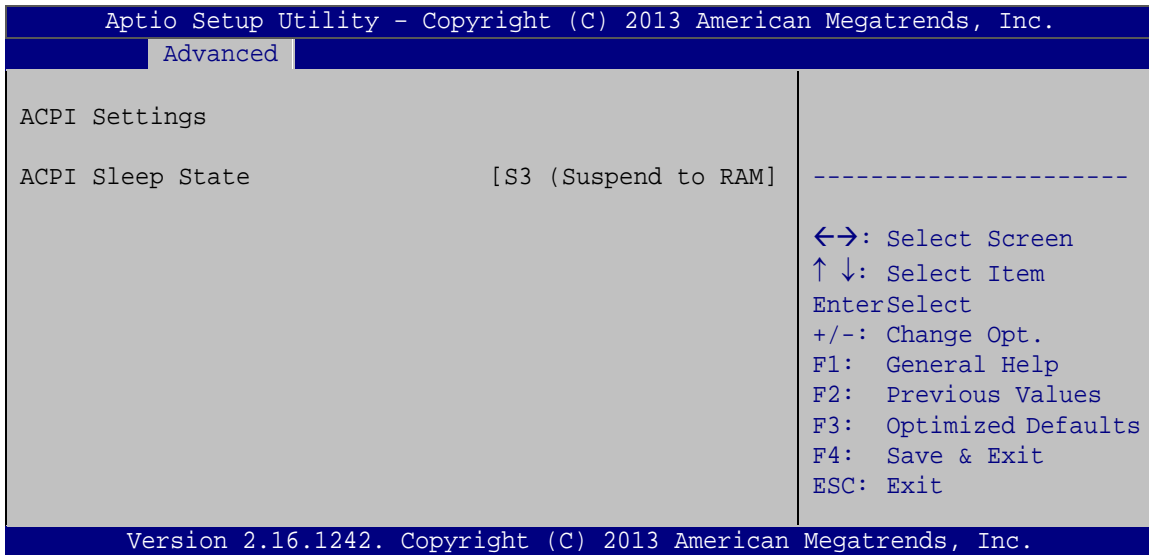 Aptio Setup Utility – Copyright (C) 2013 American Megatrends, Inc.
Advanced
ACPI Settings
ACPI Sleep State [S3 (Suspend to RAM]
----------------------
←→: Select Screen
↑ ↓: Select Item
EnterSelect
+/-: Change Opt.
F1: General Help
F2: Previous Values
F3: Optimized Defaults
F4: Save & Exit
ESC: Exit
Version 2.16.1242. Copyright (C) 2013 American Megatrends, Inc.